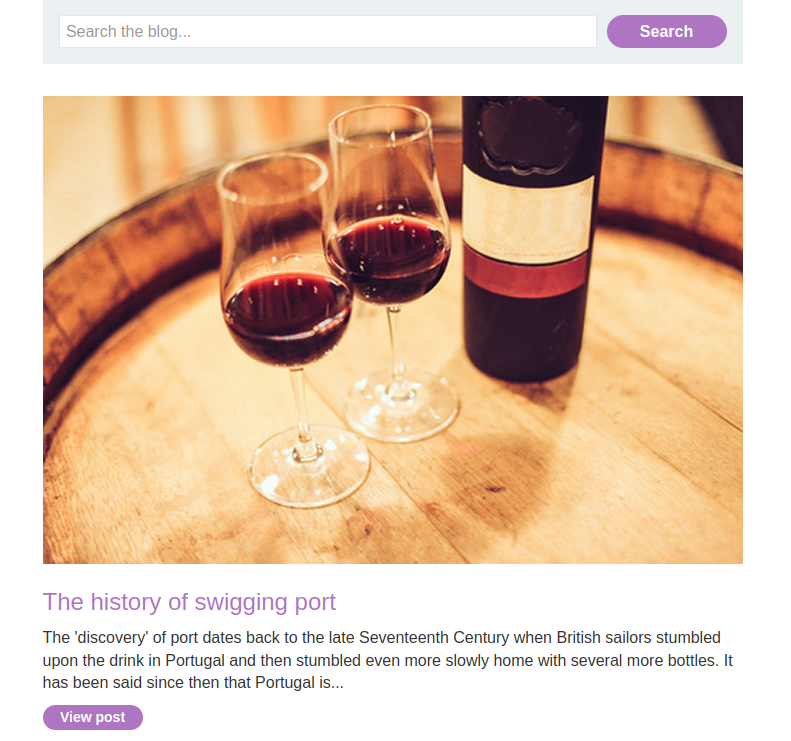 Search the blog...
Search
The history of swigging port
The 'discovery' of port dates back to the late Seventeenth Century when British sailors stumbled
upon the drink in Portugal and then stumbled even more slowly home with several more bottles. It
has been said since then that Portugal is...
View post